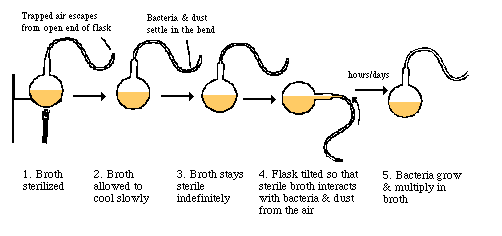 Trapped air escapes
from open end of flask
Bacteria & dust
settle in the bend
hours/days
1. Broth
sterilized
2. Broth
allowed to
cool slowly
3. Broth stays
sterile
indefinitely
4. Flask tilted so that
sterile broth interacts
with bacteria & dust
from the air
5. Bacteria grow
& multiply in
broth